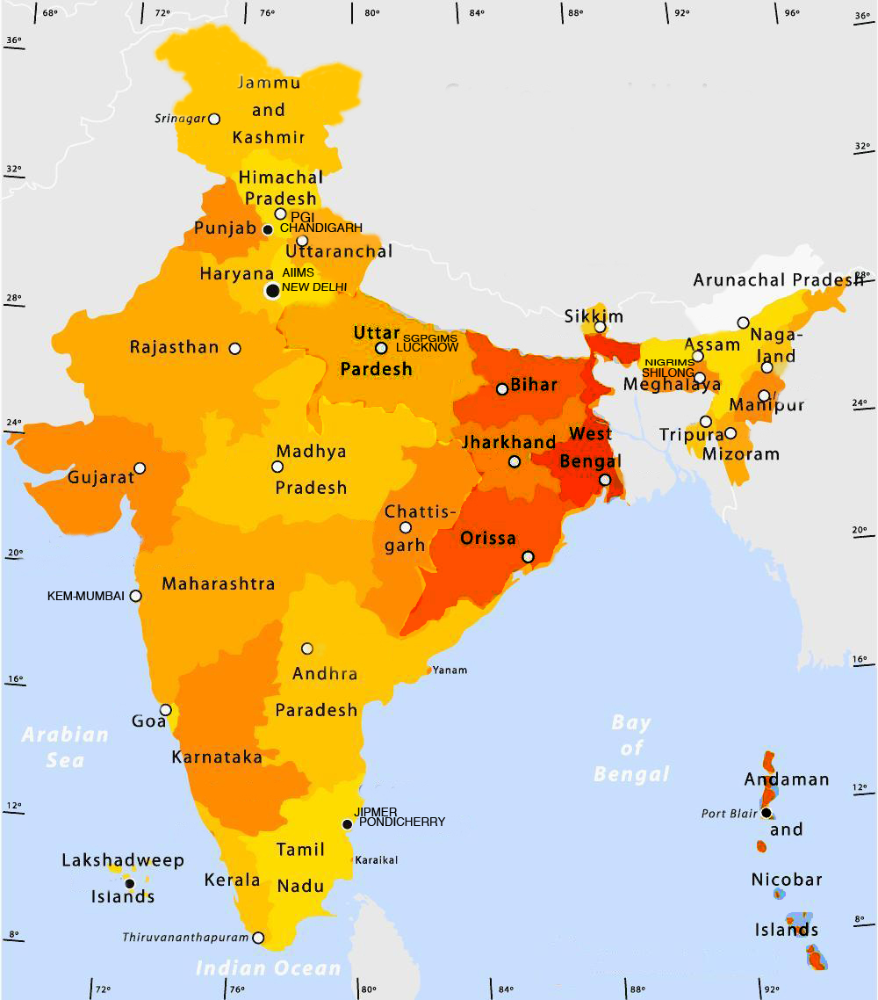 68° 72° 76° 80° 84° 88° 92° 96°
36° 36°
Jammu
and
Kashmir
Srinagar
32° 32°
Himachal
Pradesh
PGI
CHANDIGARH
Punjab
Uttaranchal
Haryana
AIIMS
NEW DELHI
28° 28°
Arunachal Pradesh
Sikkim
Rajasthan
Uttar
Pardesh
SGPGIMS
LUCKNOW
Assam
Naga-
land
NIGRIMS
SHILONG
Meghalaya
Bihar
Manipur
24° 24°
Jharkhand
West
Bengal
Tripura
Mizoram
Madhya
Pradesh
Gujarat
Chattis-
garh
20° 20°
Orissa
Maharashtra
KEM-MUMBAI
16° 16°
Andhra
Paradesh
Yanam
Goa
Arabian
Sea
Bay
of
Bengal
Karnataka
12° 12°
Andaman
and
Nicobar
Islands
Port Blair
JIPMER
PONDICHERRY
Tamil
Nadu
Karaikal
Lakshadweep
Islands
Kerala
8° 8°
Thiruvananthapuram
Indian Ocean
72° 76° 80° 84° 88° 92°